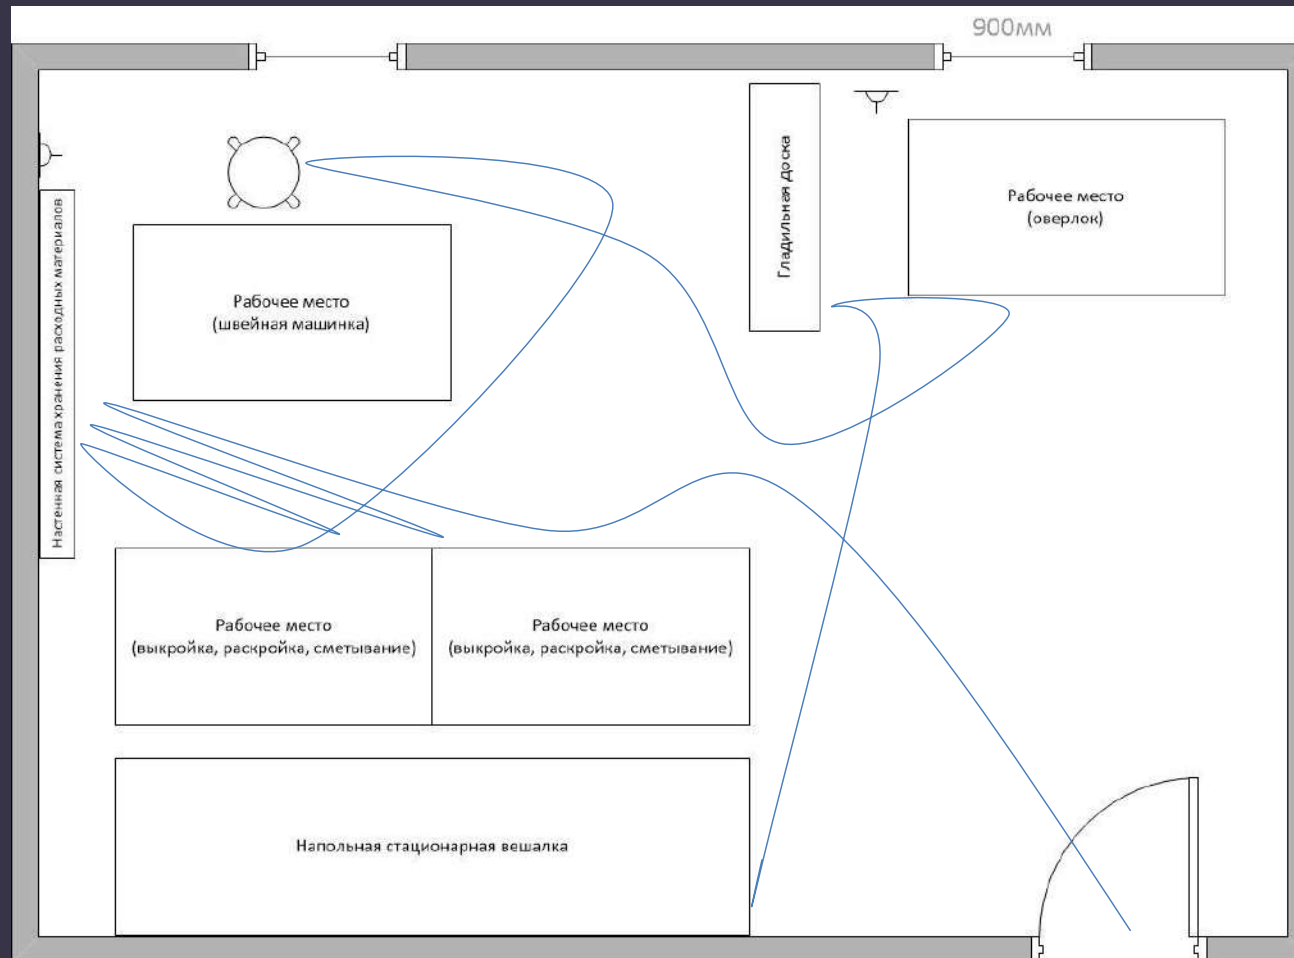 900мм
Гладильная доска
Рабочее место
(оверлок)
Настенная система хранения расходных материалов
Рабочее место
(швейная машинка)
Рабочее место
(выкройка, раскройка, сметывание)
Рабочее место
(выкройка, раскройка, сметывание)
Напольная стационарная вешалка